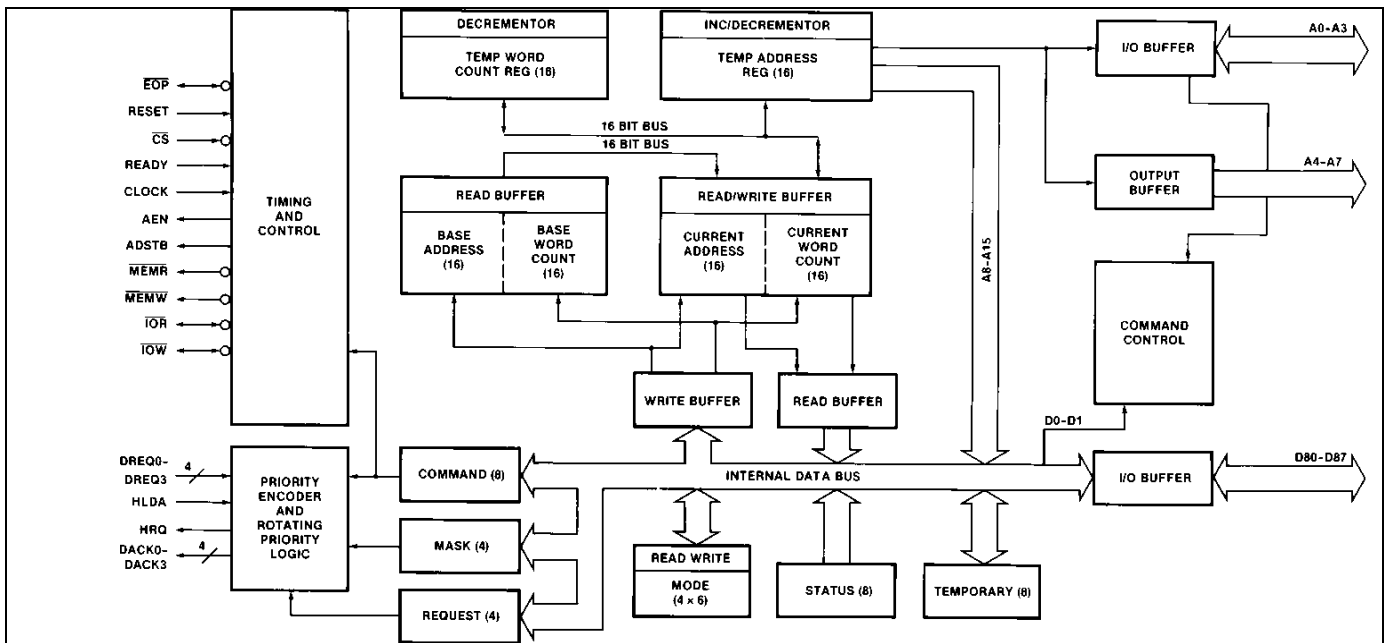 DECREMENTOR
TEMP WORD
COUNT REG (16)
INC/DECREMENTOR
TEMP ADDRESS
REG (16)
I/O BUFFER
A0-A3
EOP
RESET
CS
READY
CLOCK
AEN
ADSTB
MEMR
MEMW
IOR
IOW
TIMING
AND
CONTROL
16 BIT BUS
16 BIT BUS
READ BUFFER
BASE
ADDRESS
(16)
BASE
WORD
COUNT
(16)
READ/WRITE BUFFER
CURRENT
ADDRESS
(16)
CURRENT
WORD
COUNT
(16)
A8-A15
OUTPUT
BUFFER
A4-A7
COMMAND
CONTROL
WRITE BUFFER
READ BUFFER
D0-D1
DREQ0-
DREQ3
4
HLDA
HRQ
DACK0-
DACK3
4
PRIORITY
ENCODER
AND
ROTATING
PRIORITY
LOGIC
COMMAND (8)
MASK (4)
REQUEST (4)
INTERNAL DATA BUS
I/O BUFFER
D80-D87
READ WRITE
MODE
(4 × 6)
STATUS (8)
TEMPORARY (8)